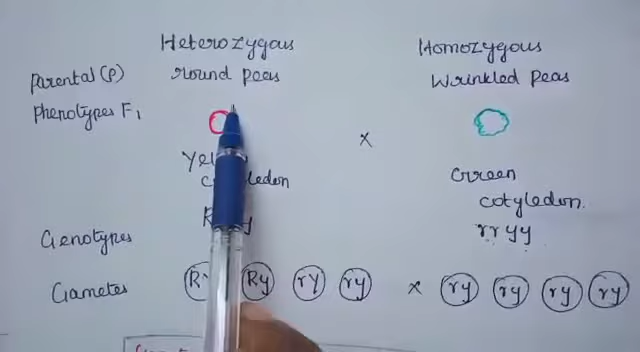 Heterozygous
Homozygous
Parental (P)
round peas
Wrinkled peas
Phenotypes F1
x
Green
cotyledon.
Genotypes
rryy
Gametes
Ry
rY
ry
x
ry
ry
ry
ry